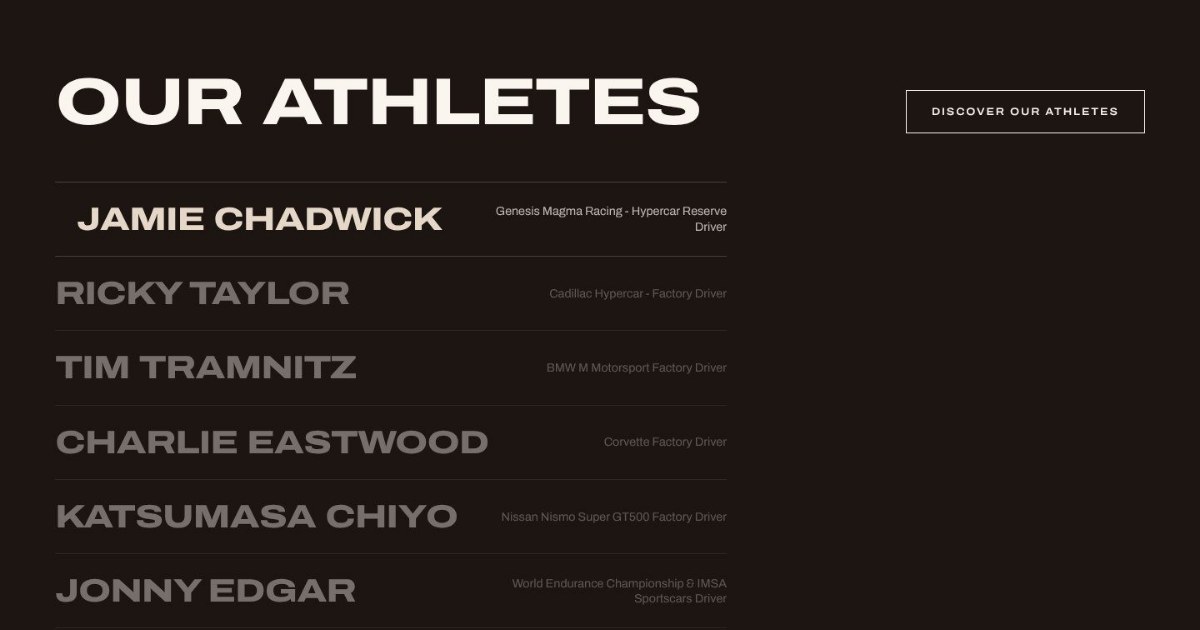 OUR ATHLETES
DISCOVER OUR ATHLETES
JAMIE CHADWICK
Genesis Magma Racing - Hypercar Reserve
Driver
RICKY TAYLOR
Cadillac Hypercar - Factory Driver
TIM TRAMNITZ
BMW M Motorsport Factory Driver
CHARLIE EASTWOOD
Corvette Factory Driver
KATSUMASA CHIYO
Nissan Nismo Super GT500 Factory Driver
JONNY EDGAR
World Endurance Championship & IMSA
Sportscars Driver